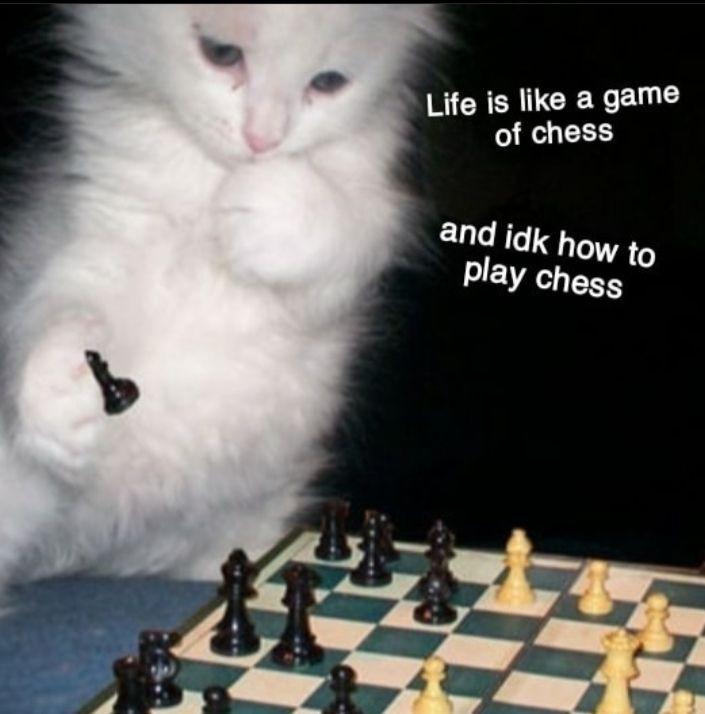 Life is like a game
of chess
and idk how to
play chess